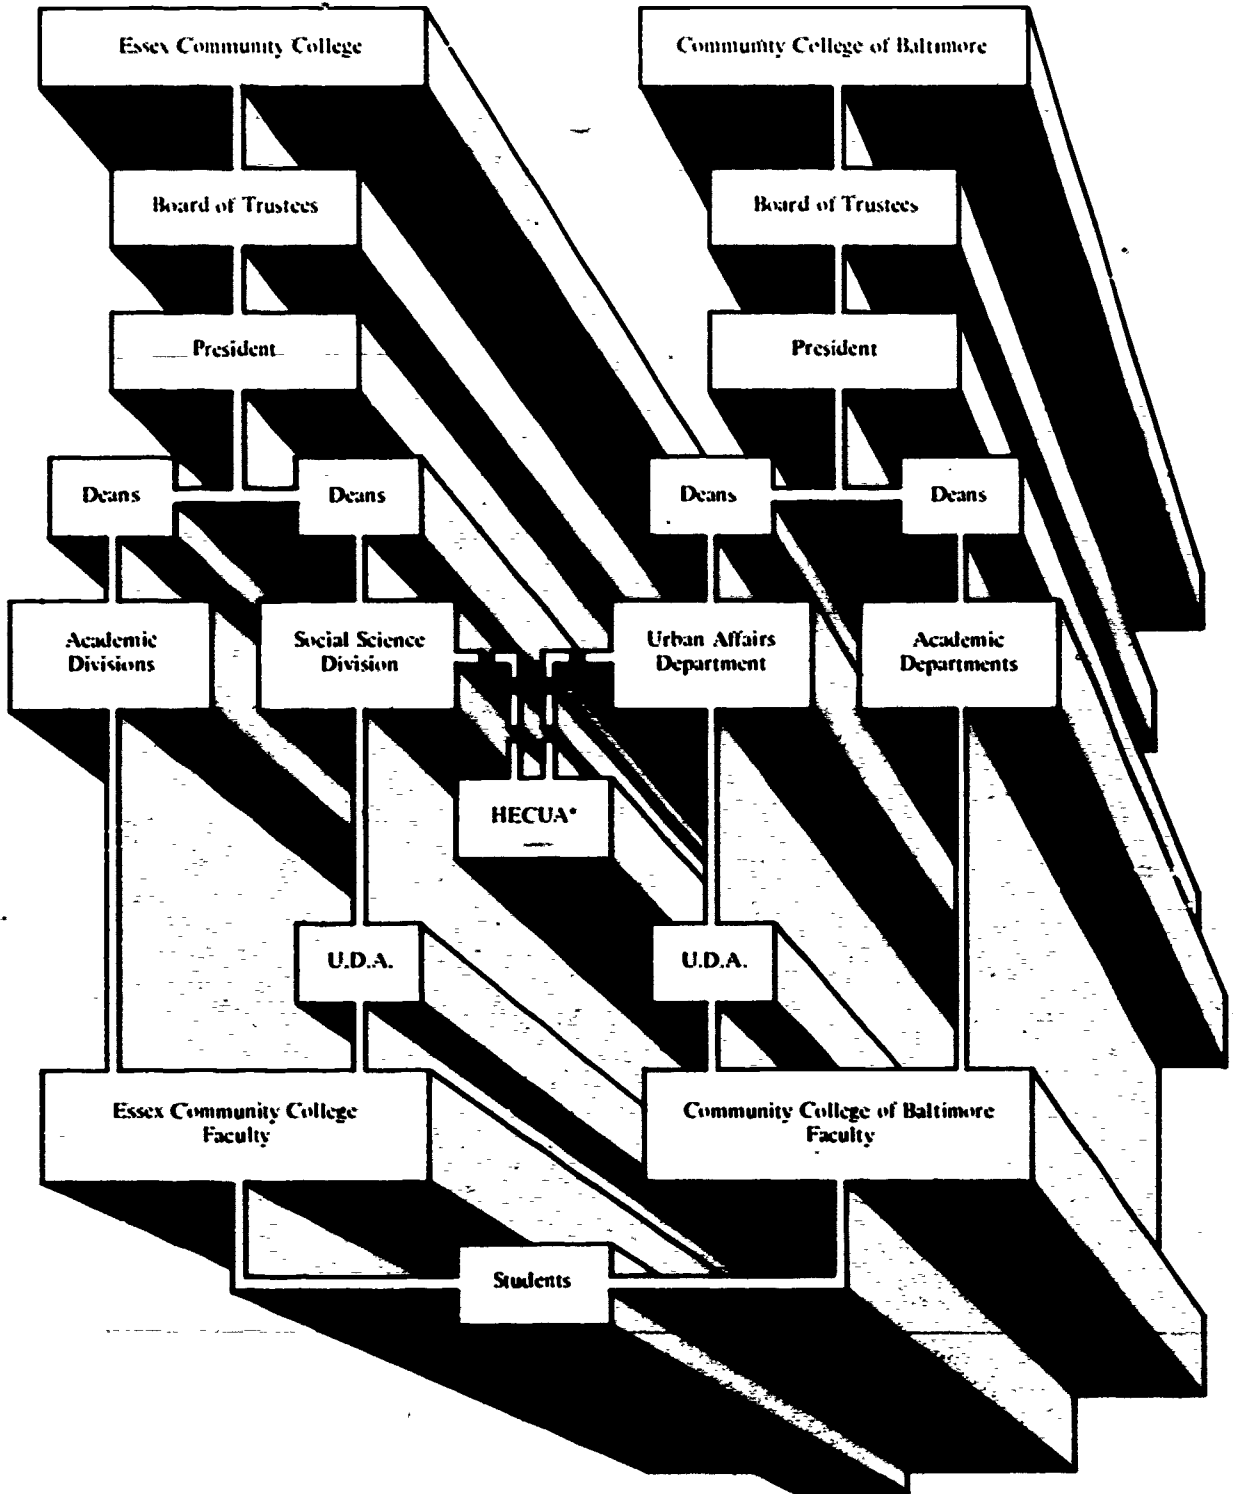 Essex Community College
Community College of Baltimore
Board of Trustees
Board of Trustees
President
President
Deans
Deans
Deans
Deans
Academic
Divisions
Social Science
Division
Urban Affairs
Department
Academic
Departments
HECUA*
U.D.A.
U.D.A.
Essex Community College
Faculty
Community College of Baltimore
Faculty
Students